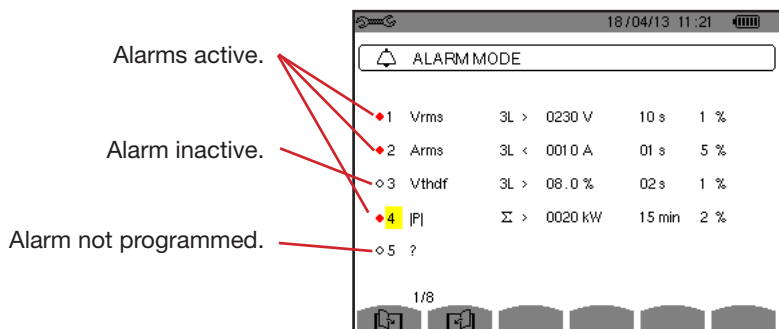 18/04/13 11:21
ALARM MODE
Alarms active.
1 Vrms 3L > 0230 V 10 s 1 %
2 Arms 3L < 0010 A 01 s 5 %
Alarm inactive.
3 Vthdf 3L > 08.0 % 02 s 1 %
4 |P| Σ > 0020 kW 15 min 2 %
Alarm not programmed.
5 ?
1/8